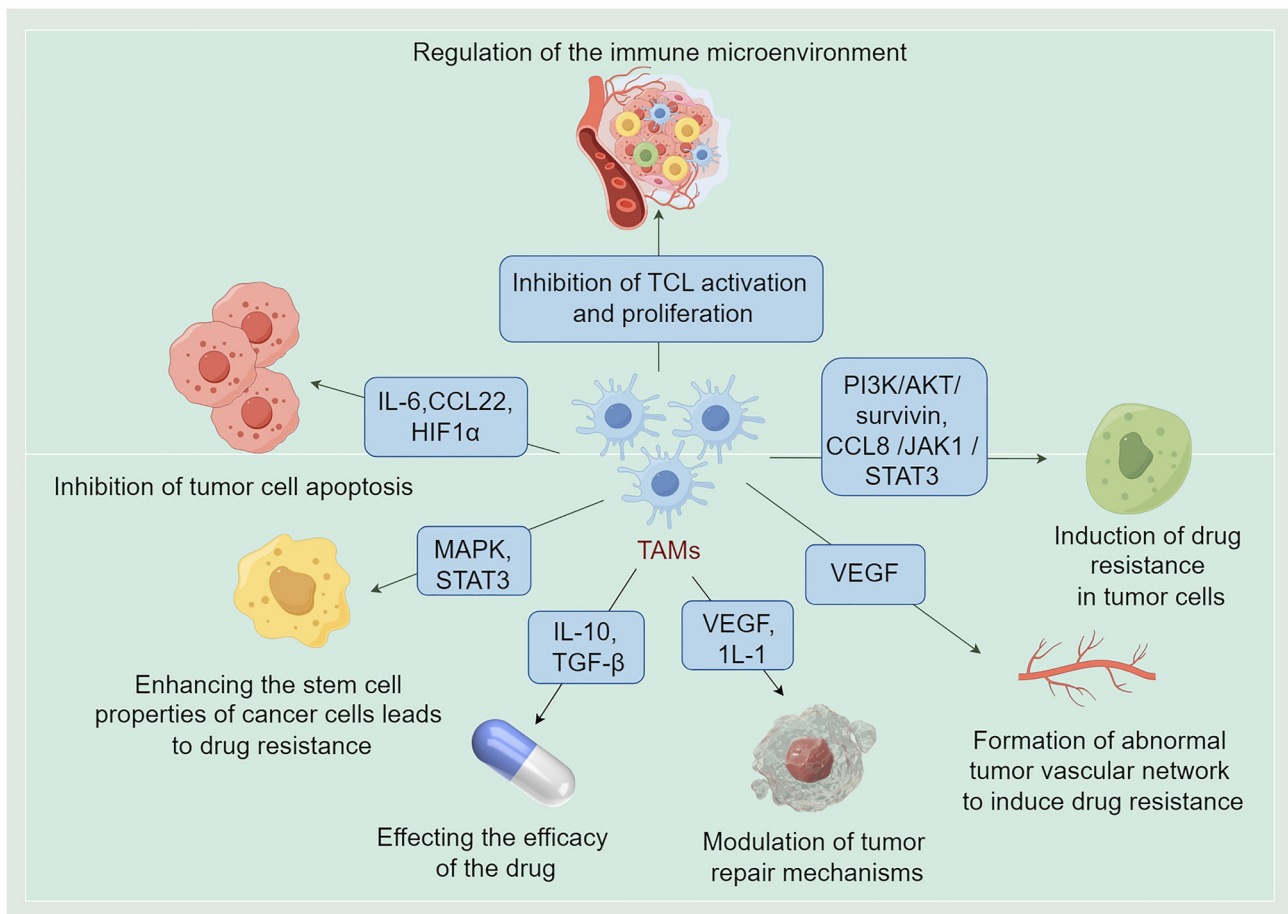 Regulation of the immune microenvironment
Inhibition of TCL activation
and proliferation
IL-6,CCL22,
HIF1α
Inhibition of tumor cell apoptosis
PI3K/AKT/
survivin,
CCL8 /JAK1 /
STAT3
Induction of drug
resistance
in tumor cells
TAMs
MAPK,
STAT3
Enhancing the stem cell
properties of cancer cells leads
to drug resistance
IL-10,
TGF-β
Effecting the efficacy
of the drug
VEGF,
1L-1
Modulation of tumor
repair mechanisms
VEGF
Formation of abnormal
tumor vascular network
to induce drug resistance